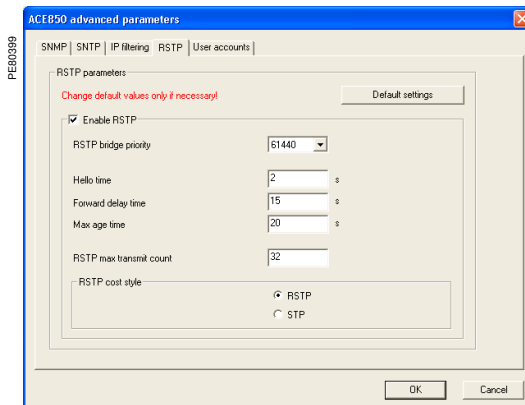 ACE850 advanced parameters
PE80399
SNMP SNTP IP filtering RSTP User accounts
RSTP parameters
Change default values only if necessary! Default settings
Enable RSTP
RSTP bridge priority 61440
Hello time 2 s
Forward delay time 15 s
Max age time 20 s
RSTP max transmit count 32
RSTP cost style
RSTP
STP
OK Cancel